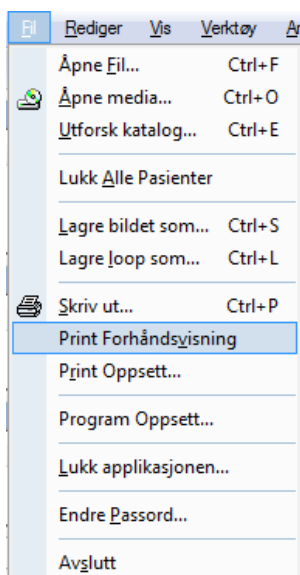 Fil Rediger Vis Verktøy
Åpne Fil... Ctrl+F
Åpne media... Ctrl+O
Utforsk katalog... Ctrl+E
Lukk Alle Pasienter
Lagre bildet som... Ctrl+S
Lagre loop som... Ctrl+L
Skriv ut... Ctrl+P
Print Forhåndsvisning
Print Oppsett...
Program Oppsett...
Lukk applikasjonen...
Endre Passord...
Avslutt